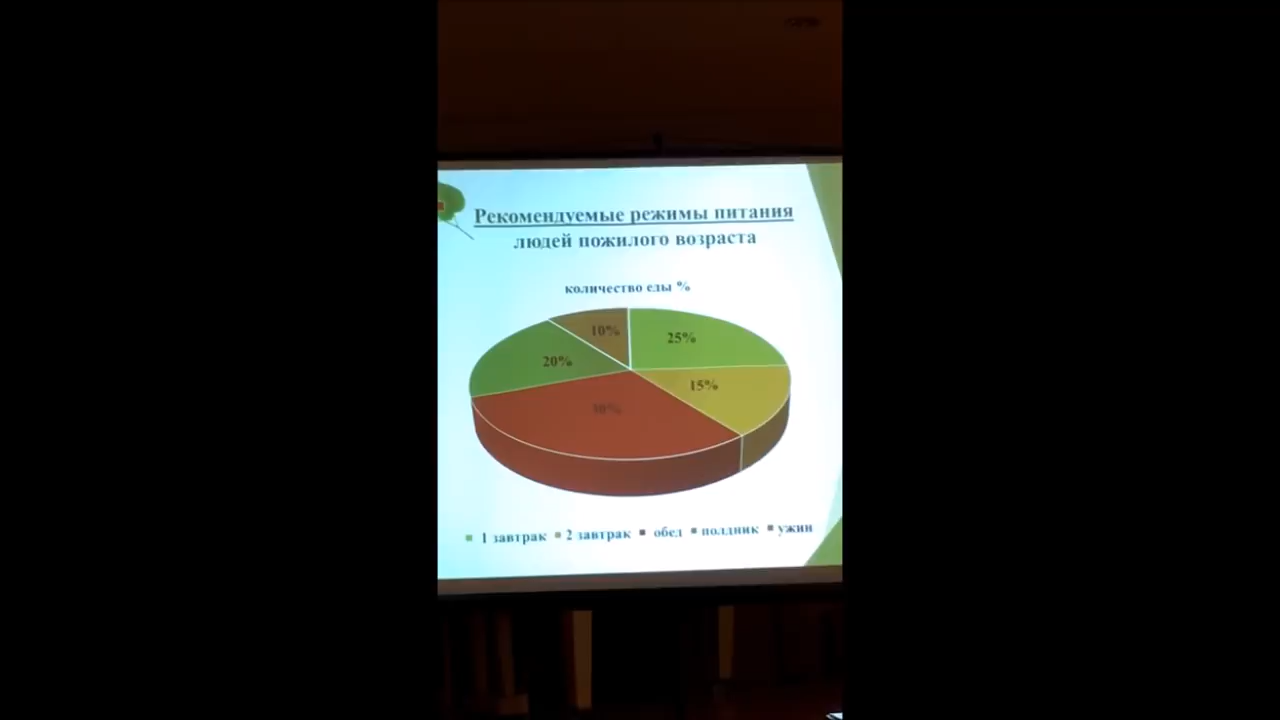 Рекомендуемые режимы питания
людей пожилого возраста
количество еды %
10%
25%
20%
15%
30%
1 завтрак 2 завтрак обед полдник ужин